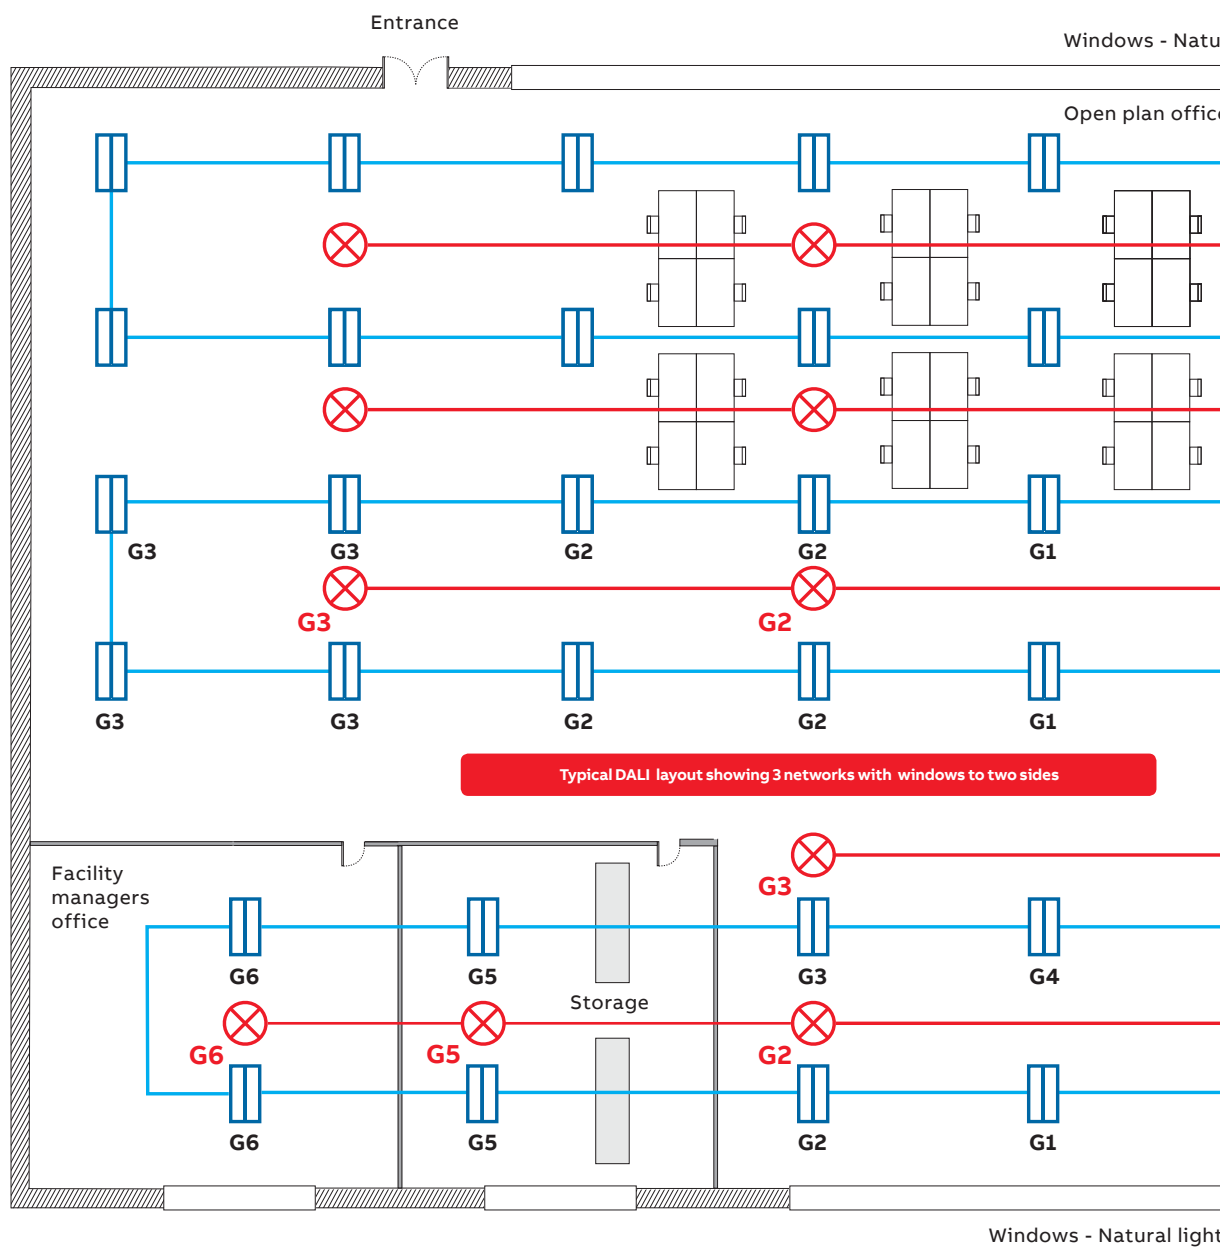 Entrance
Windows - Natu
Open plan office
G3 G3 G2 G2 G1
G3 G2
G3 G3 G2 G2 G1
Typical DALI layout showing 3 networks with windows to two sides
Facility
managers
office
G3
G6 G5 G3 G4
Storage
G6 G5 G2
G6 G5 G2 G1
Windows - Natural light